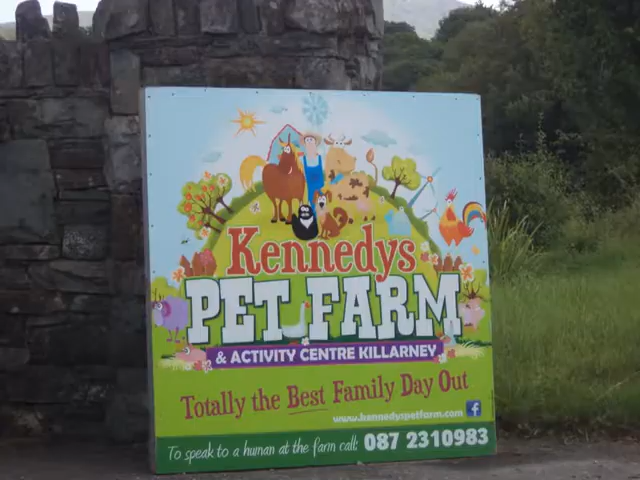 Kennedys
PET FARM
& ACTIVITY CENTRE KILLARNEY
Totally the Best Family Day Out
www.kennedyspetfarm.com f
To speak to a human at the farm call: 087 2310983